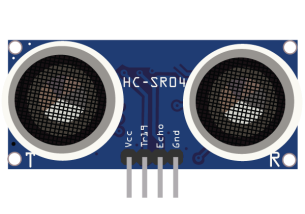 HC-SR04
Vcc
Trig
Echo
Gnd
T
R